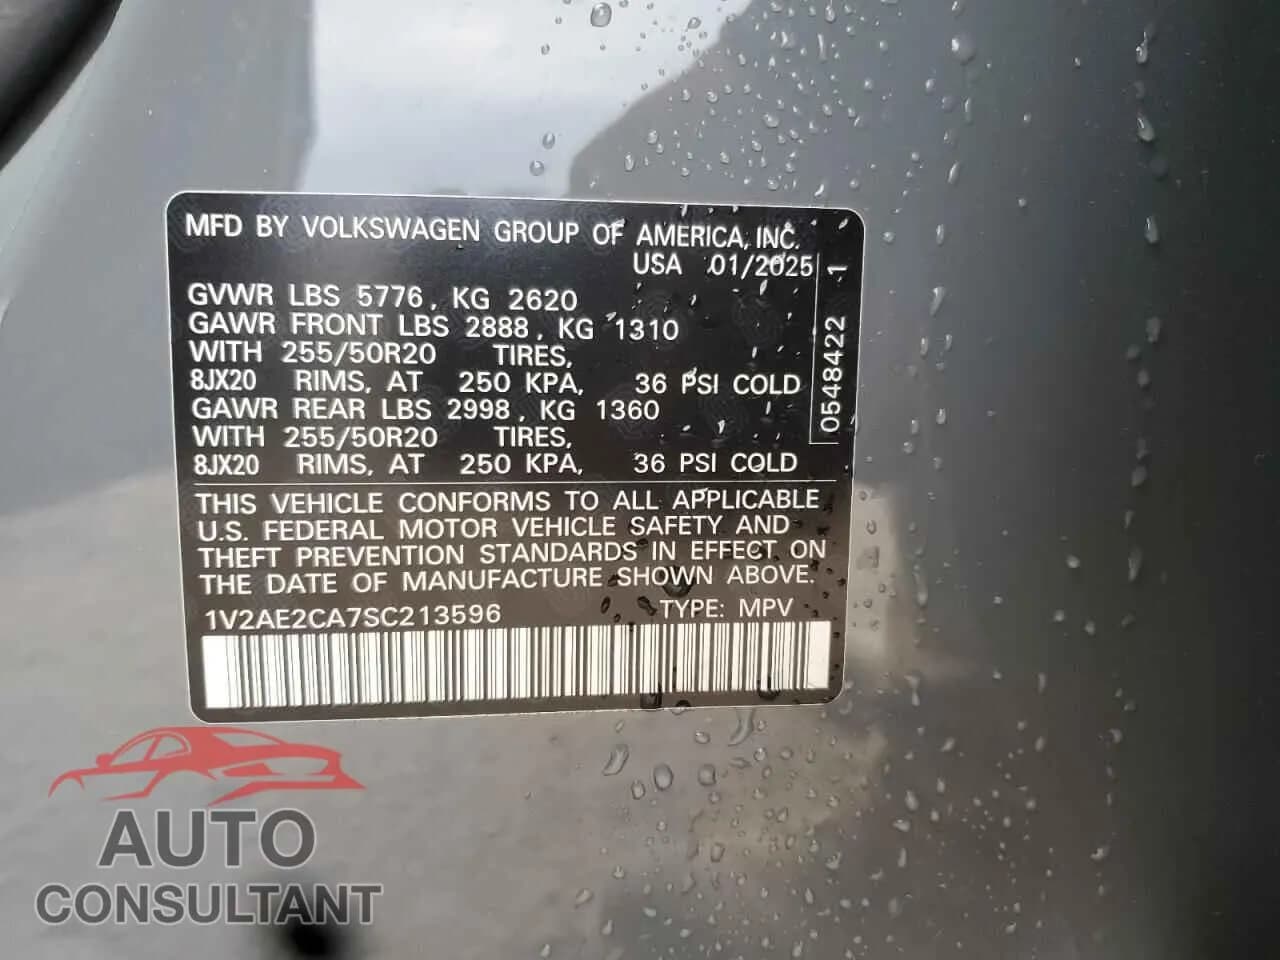 MFD BY VOLKSWAGEN GROUP OF AMERICA, INC.
USA 01/2025
GVWR LBS 5776, KG 2620
GAWR FRONT LBS 2888, KG 1310
WITH 255/50R20 TIRES,
8JX20 RIMS, AT 250 KPA, 36 PSI COLD
GAWR REAR LBS 2998, KG 1360
WITH 255/50R20 TIRES,
8JX20 RIMS, AT 250 KPA, 36 PSI COLD
0548422 1
THIS VEHICLE CONFORMS TO ALL APPLICABLE
U.S. FEDERAL MOTOR VEHICLE SAFETY AND
THEFT PREVENTION STANDARDS IN EFFECT ON
THE DATE OF MANUFACTURE SHOWN ABOVE.
1V2AE2CA7SC213596 TYPE: MPV
AUTO
CONSULTANT